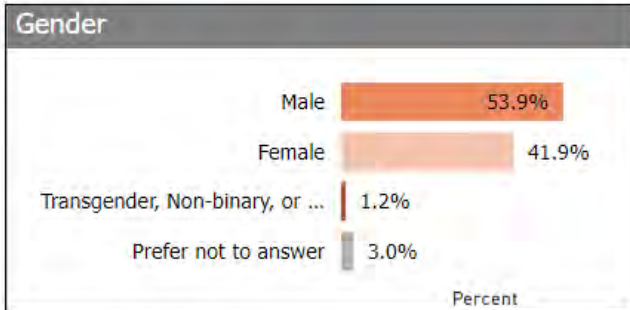 Gender
Male 53.9%
Female 41.9%
Transgender, Non-binary, or ... 1.2%
Prefer not to answer 3.0%
Percent